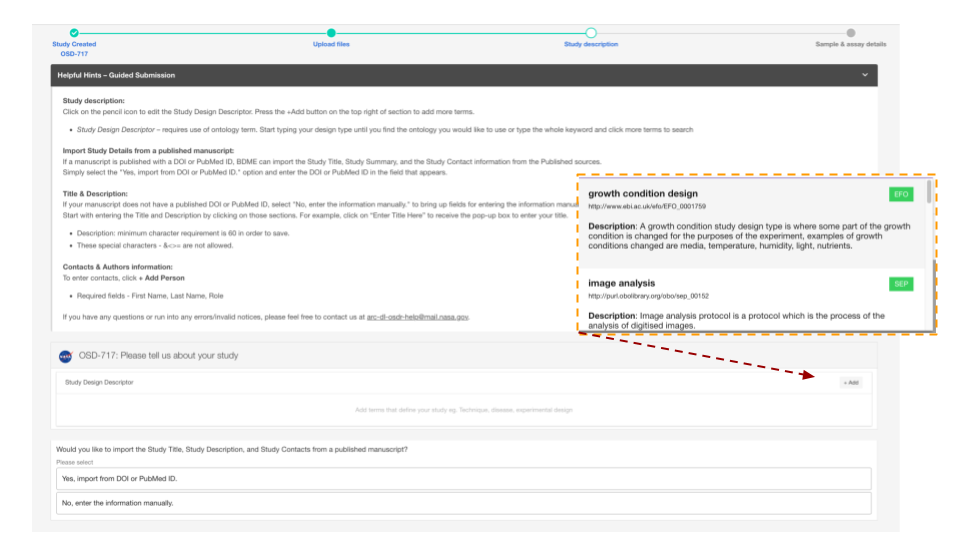 Study Created
OSD-717
Upload files
Study description
Sample & assay details
Helpful Hints – Guided Submission
Study description:
Click on the pencil icon to edit the Study Design Descriptor. Press the +Add button on the top right of section to add more terms.
• Study Design Descriptor – requires use of ontology term. Start typing your design type until you find the ontology you would like to use or type the whole keyword and click more terms to search
Import Study Details from a published manuscript:
If a manuscript is published with a DOI or PubMed ID, BDME can import the Study Title, Study Summary, and the Study Contact information from the Published sources.
Simply select the "Yes, import from DOI or PubMed ID." option and enter the DOI or PubMed ID in the field that appears.
Title & Description:
If your manuscript does not have a published DOI or PubMed ID, select "No, enter the information manually." to bring up fields for entering the information manual
Start with entering the Title and Description by clicking on those sections. For example, click on "Enter Title Here" to receive the pop-up box to enter your title.
• Description: minimum character requirement is 60 in order to save.
• These special characters - &<>= are not allowed.
Contacts & Authors information:
To enter contacts, click + Add Person
• Required fields - First Name, Last Name, Role
If you have any questions or run into any errors/invalid notices, please feel free to contact us at arc-dl-osdr-help@mail.nasa.gov.
growth condition design
EFO
http://www.ebi.ac.uk/efo/EFO_0001759
Description: A growth condition study design type is where some part of the growth
condition is changed for the purposes of the experiment, examples of growth
conditions changed are media, temperature, humidity, light, nutrients.
image analysis
SEP
http://purl.obolibrary.org/obo/sep_00152
Description: Image analysis protocol is a protocol which is the process of the
analysis of digitised images.
NASA
OSD-717: Please tell us about your study
Study Design Descriptor
+ Add
Add terms that define your study eg. Technique, disease, experimental design
Would you like to import the Study Title, Study Description, and Study Contacts from a published manuscript?
Please select
Yes, import from DOI or PubMed ID.
No, enter the information manually.